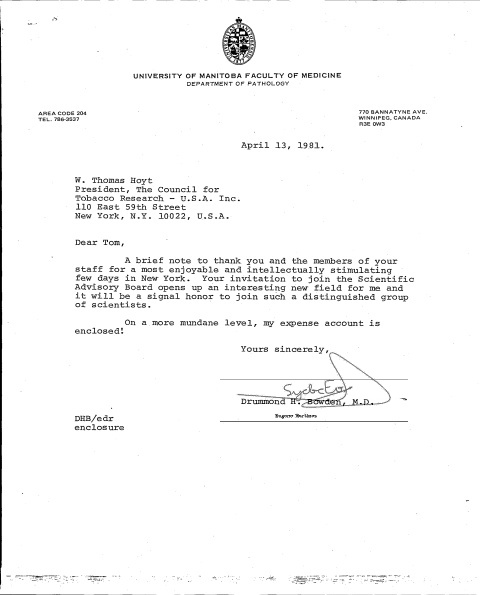 UNIVERSITY OF MANITOBA FACULTY OF MEDICINE
DEPARTMENT OF PATHOLOGY
AREA CODE 204
TEL. 786-3537
770 BANNATYNE AVE.
WINNIPEG, CANADA
R3E 0W3
April 13, 1981.
W. Thomas Hoyt
President, The Council for
Tobacco Research - U.S.A. Inc.
110 East 59th Street
New York, N.Y. 10022, U.S.A.
Dear Tom,
A brief note to thank you and the members of your
staff for a most enjoyable and intellectually stimulating
few days in New York. Your invitation to join the Scientific
Advisory Board opens up an interesting new field for me and
it will be a signal honor to join such a distinguished group
of scientists.
On a more mundane level, my expense account is
enclosed!
Yours sincerely,
Drummond H. Bowden, M.D.
DHB/edr
enclosure